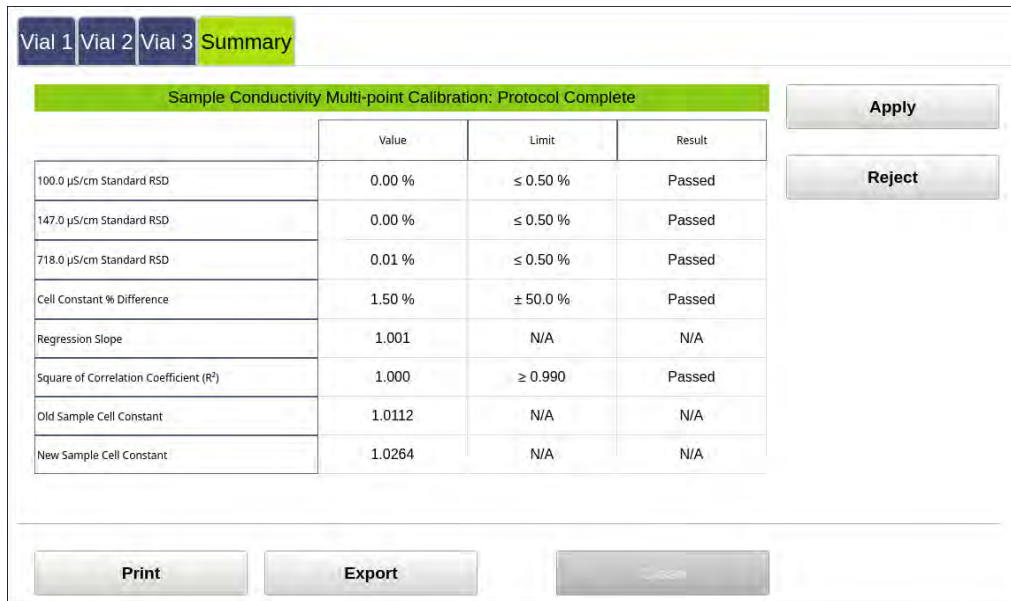 Vial 1 Vial 2 Vial 3 Summary
Sample Conductivity Multi-point Calibration: Protocol Complete
Apply
Value Limit Result
100.0 µS/cm Standard RSD 0.00 % ≤ 0.50 % Passed
Reject
147.0 µS/cm Standard RSD 0.00 % ≤ 0.50 % Passed
718.0 µS/cm Standard RSD 0.01 % ≤ 0.50 % Passed
Cell Constant % Difference 1.50 % ± 50.0 % Passed
Regression Slope 1.001 N/A N/A
Square of Correlation Coefficient (R²) 1.000 ≥ 0.990 Passed
Old Sample Cell Constant 1.0112 N/A N/A
New Sample Cell Constant 1.0264 N/A N/A
Print Export